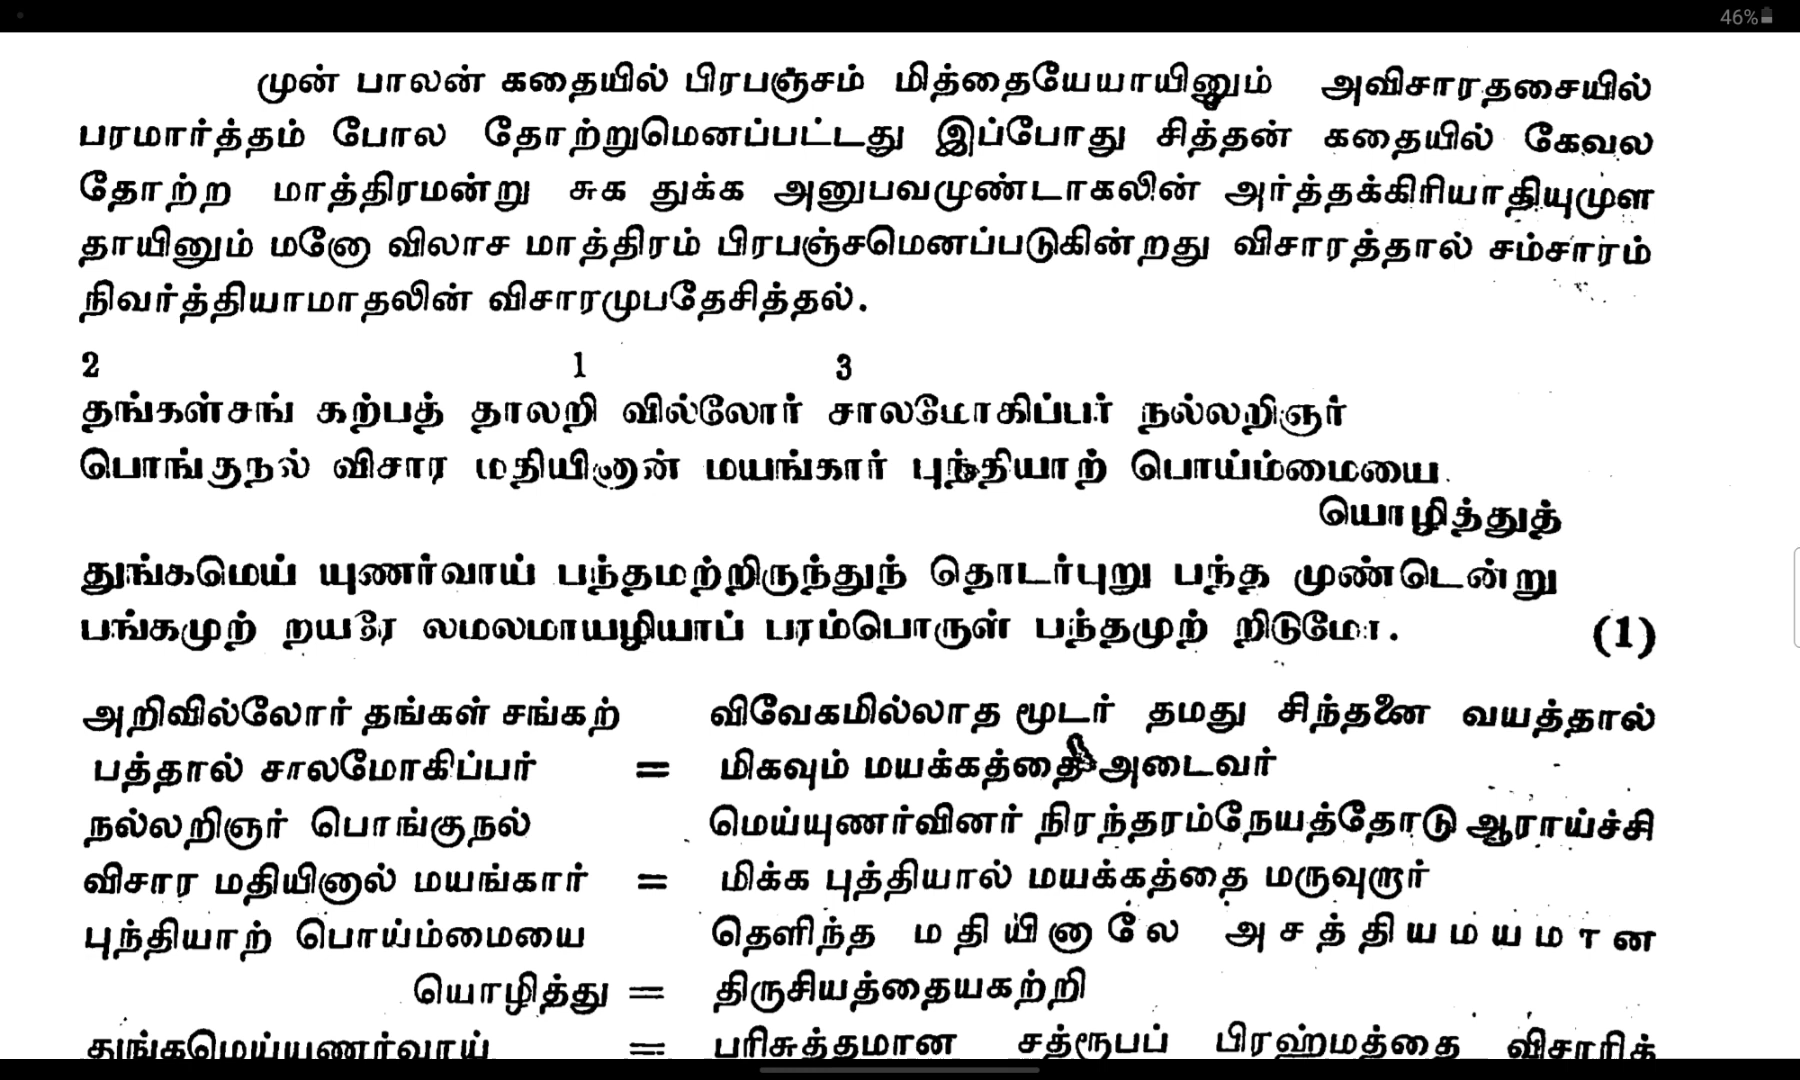 46%
முன் பாலன் கதையில் பிரபஞ்சம் மித்தையேயாயினும் அவிசாரதசையில்
பரமார்த்தம் போல தோற்றுமெனப்பட்டது இப்போது சித்தன் கதையில் கேவல
தோற்ற மாத்திரமன்று சுக துக்க அனுபவமுண்டாகலின் அர்த்தக்கிரியாதியுமுள
தாயினும் மனோ விலாச மாத்திரம் பிரபஞ்சமெனப்படுகின்றது விசாரத்தால் சம்சாரம்
நிவர்த்தியாமாதலின் விசாரமுபதேசித்தல்.
2 1 3
தங்கள்சங் கற்பத் தாலறி வில்லோர் சாலமோகிப்பர் நல்லறிஞர்
பொங்குநல் விசார மதியினான் மயங்கார் புந்தியாற் பொய்ம்மையை
யொழித்துத்
துங்கமெய் யுணர்வாய் பந்தமற்றிருந்துந் தொடர்புறு பந்த முண்டென்று
பங்கமுற் றயரே லமலமாயழியாப் பரம்பொருள் பந்தமுற் றிடுமோ. (1)
அறிவில்லோர் தங்கள் சங்கற் = விவேகமில்லாத மூடர் தமது சிந்தனை வயத்தால்
பத்தால் சாலமோகிப்பர் = மிகவும் மயக்கத்தை அடைவர்
நல்லறிஞர் பொங்குநல் மெய்யுணர்வினர் நிரந்தரம்நேயத்தோடு ஆராய்ச்சி
விசார மதியினால் மயங்கார் = மிக்க புத்தியால் மயக்கத்தை மருவுறார்
புந்தியாற் பொய்ம்மையை தெளிந்த மதியினாலே அசத்தியமயமான
யொழித்து = திருசியத்தையகற்றி
துங்கமெய்யுணர்வாய் = பரிசுத்தமான சத்ரூபப் பிரஹ்மத்தை விசாரித்